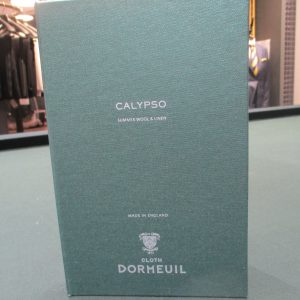 CALYPSO
SUMMER WOOL & LINEN
MADE IN ENGLAND
CLOTH
DORMEUIL